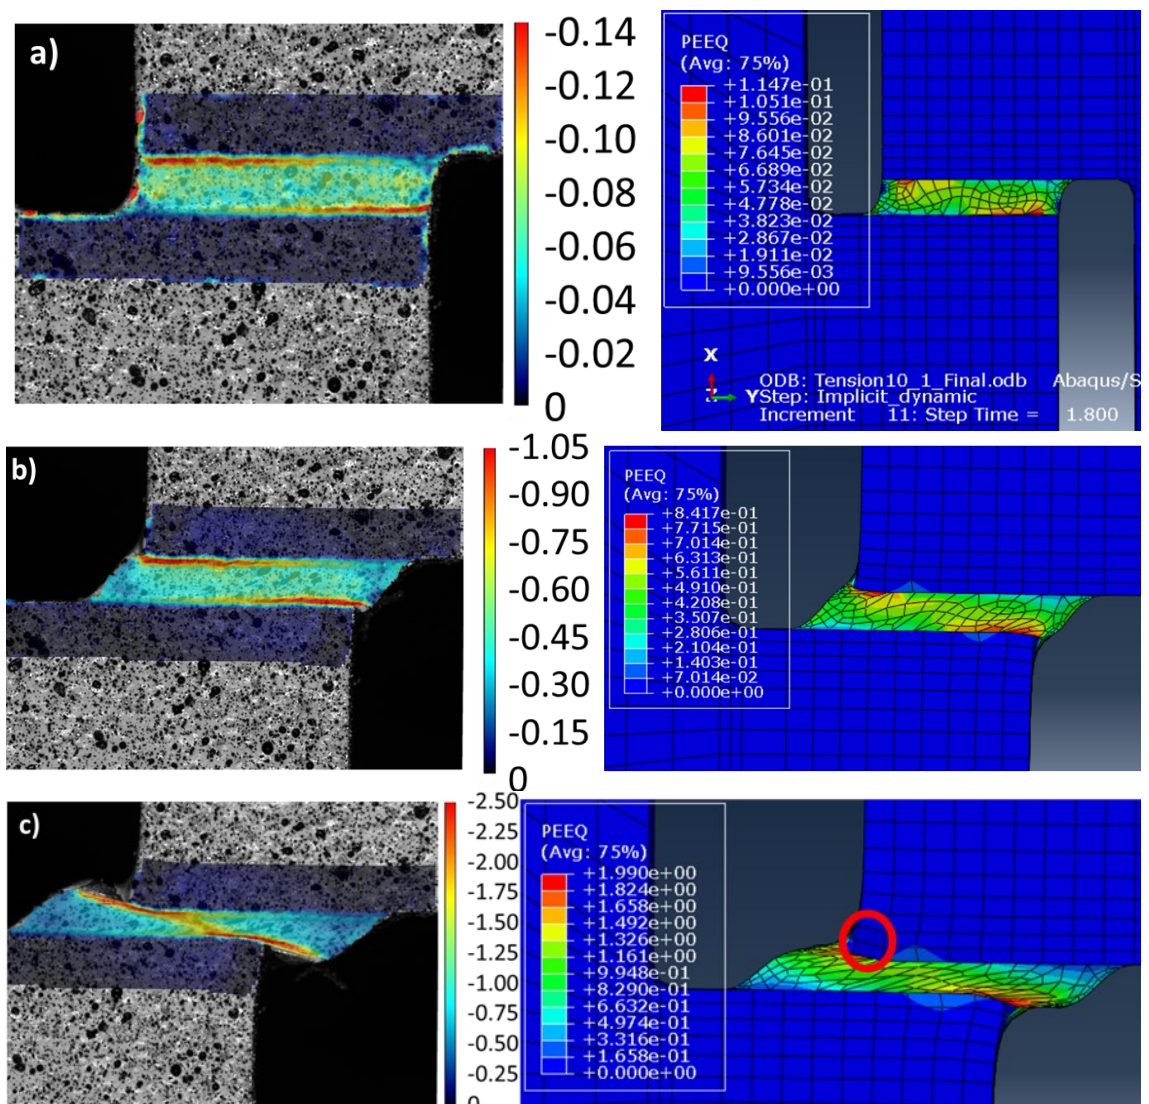 a)
-0.14
-0.12
-0.10
-0.08
-0.06
-0.04
-0.02
0
PEEQ
(Avg: 75%)
+1.147e-01
+1.051e-01
+9.556e-02
+8.601e-02
+7.645e-02
+6.689e-02
+5.734e-02
+4.778e-02
+3.823e-02
+2.867e-02
+1.911e-02
+9.556e-03
+0.000e+00
X
Y
Z
ODB: Tension10_1_Final.odb Abaqus/S
Step: Implicit_dynamic
Increment 11: Step Time = 1.800
b)
-1.05
-0.90
-0.75
-0.60
-0.45
-0.30
-0.15
0
PEEQ
(Avg: 75%)
+8.417e-01
+7.715e-01
+7.014e-01
+6.313e-01
+5.611e-01
+4.910e-01
+4.208e-01
+3.507e-01
+2.806e-01
+2.104e-01
+1.403e-01
+7.014e-02
+0.000e+00
c)
-2.50
-2.25
-2.00
-1.75
-1.50
-1.25
-1.00
-2.75
-0.50
-0.25
0
PEEQ
(Avg: 75%)
+1.990e+00
+1.824e+00
+1.658e+00
+1.492e+00
+1.326e+00
+1.161e+00
+9.948e-01
+8.290e-01
+6.632e-01
+4.974e-01
+3.316e-01
+1.658e-01
+0.000e+00